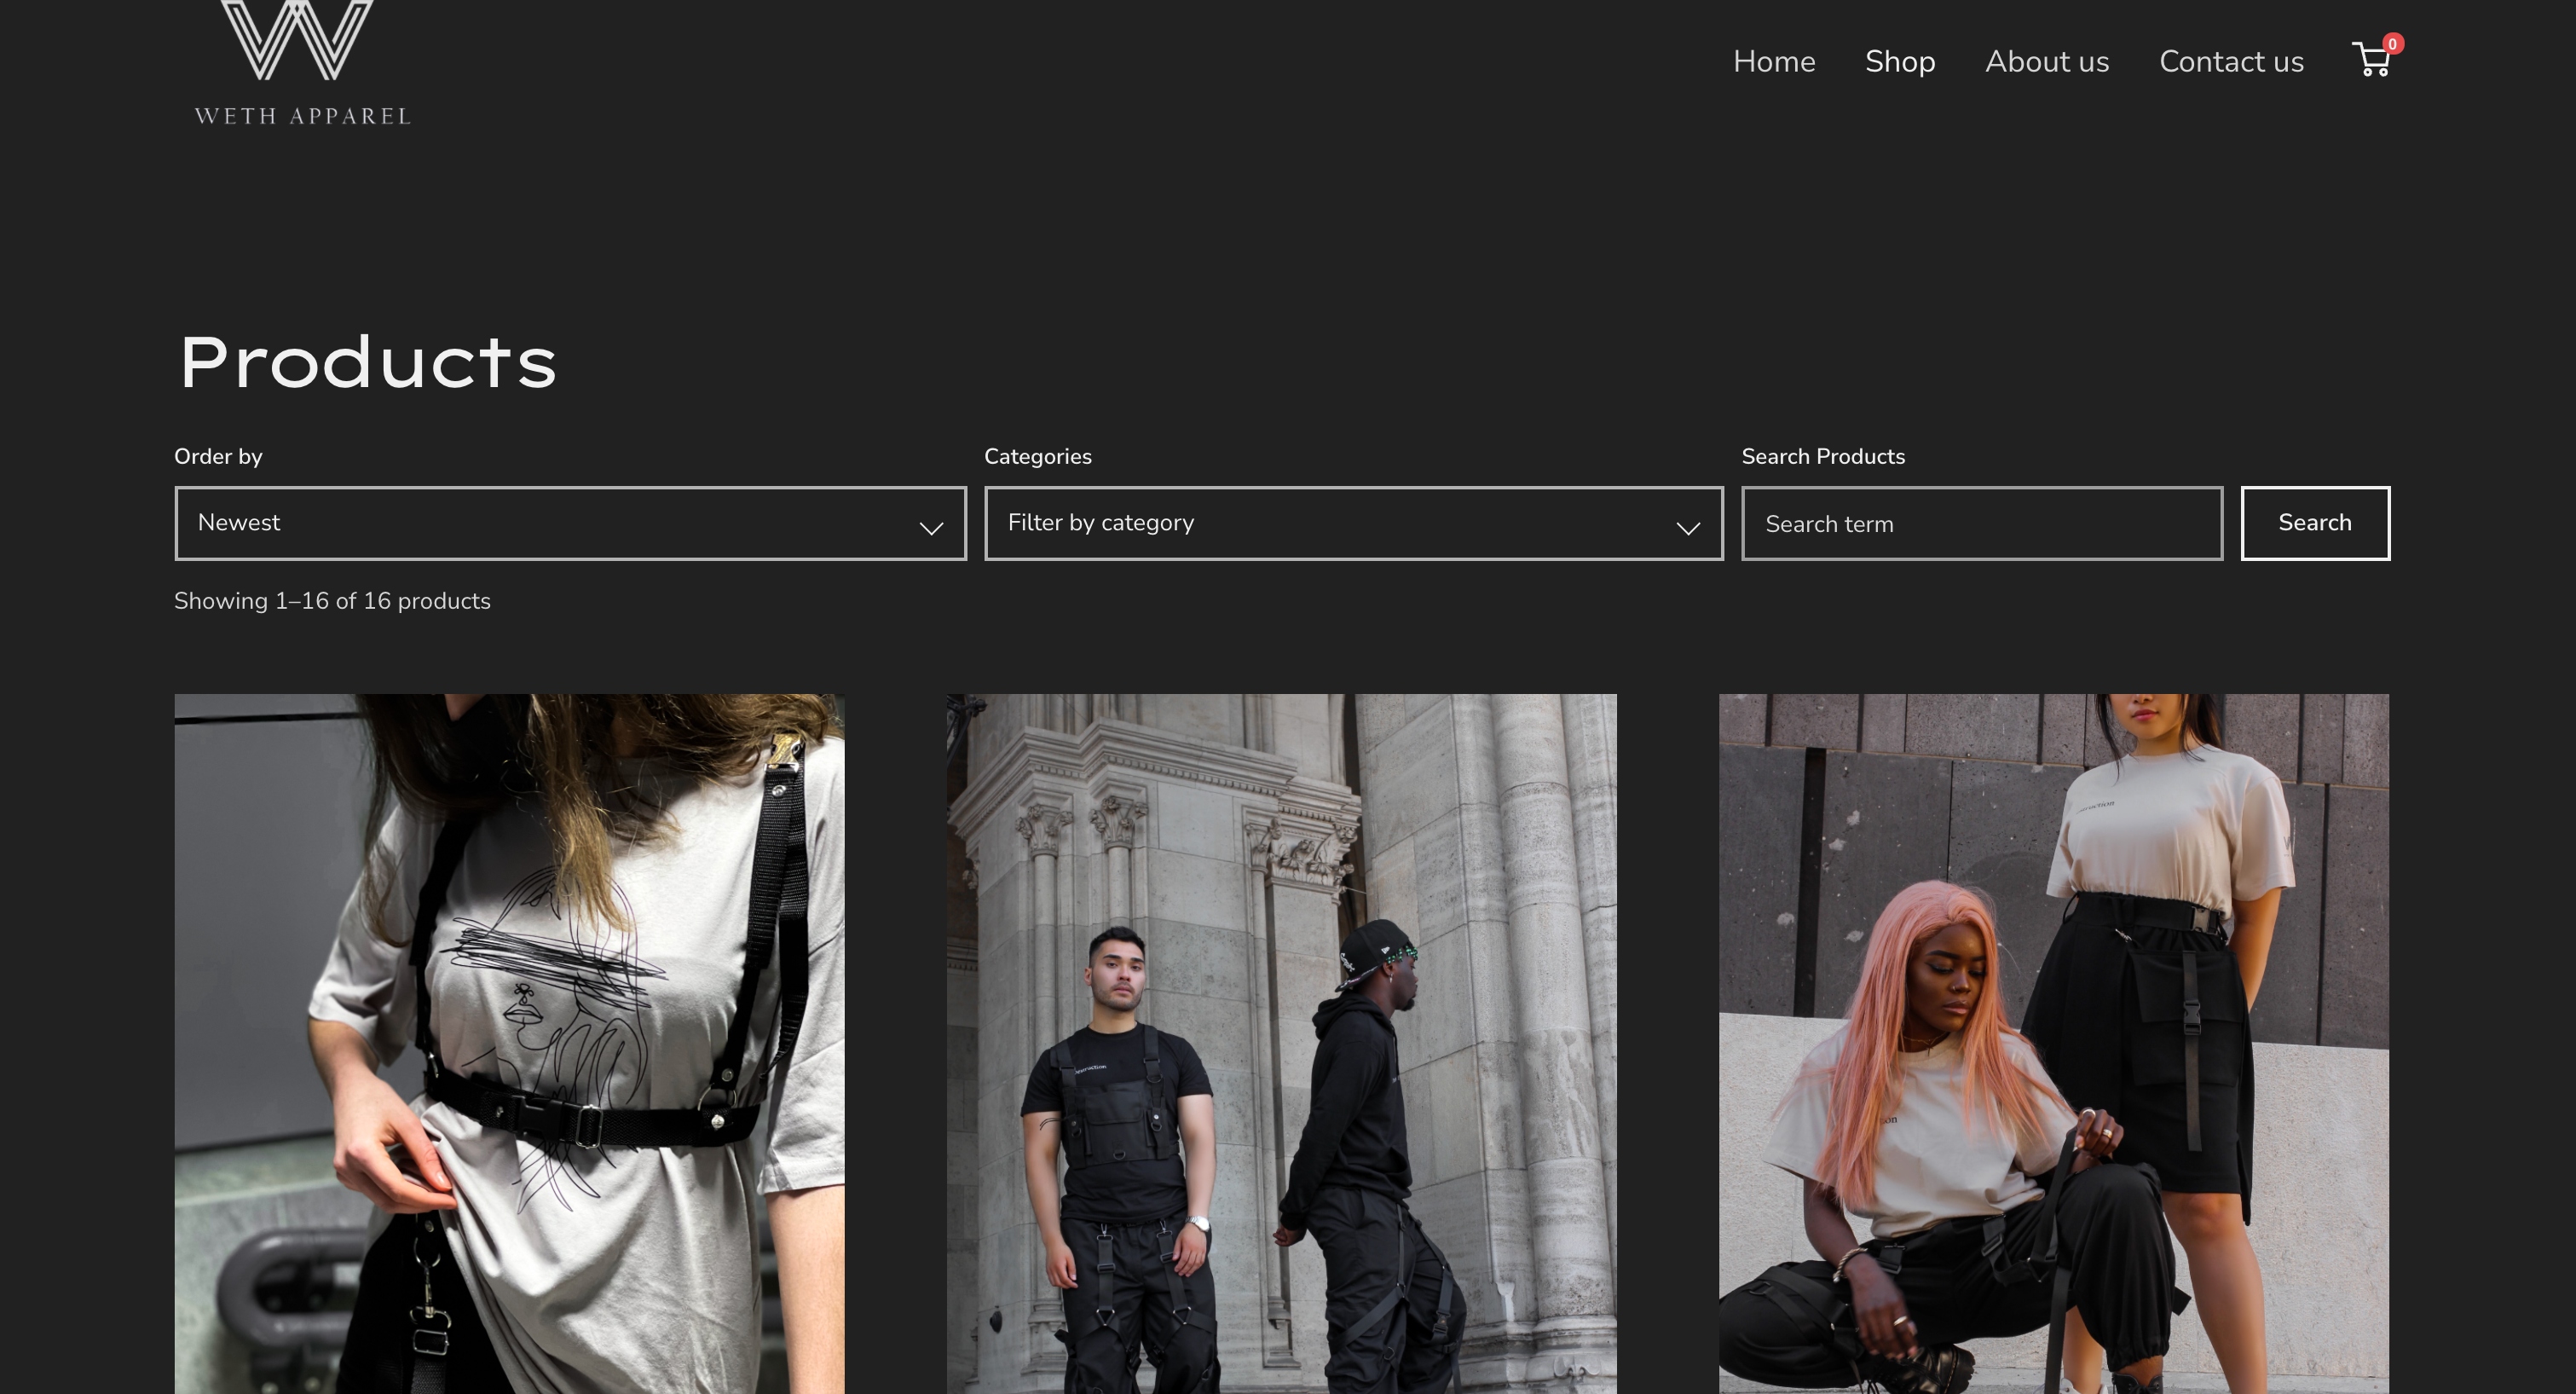 W
WETH APPAREL
Home Shop About us Contact us 0
Products
Order by Categories Search Products
Newest Filter by category Search term Search
Showing 1–16 of 16 products